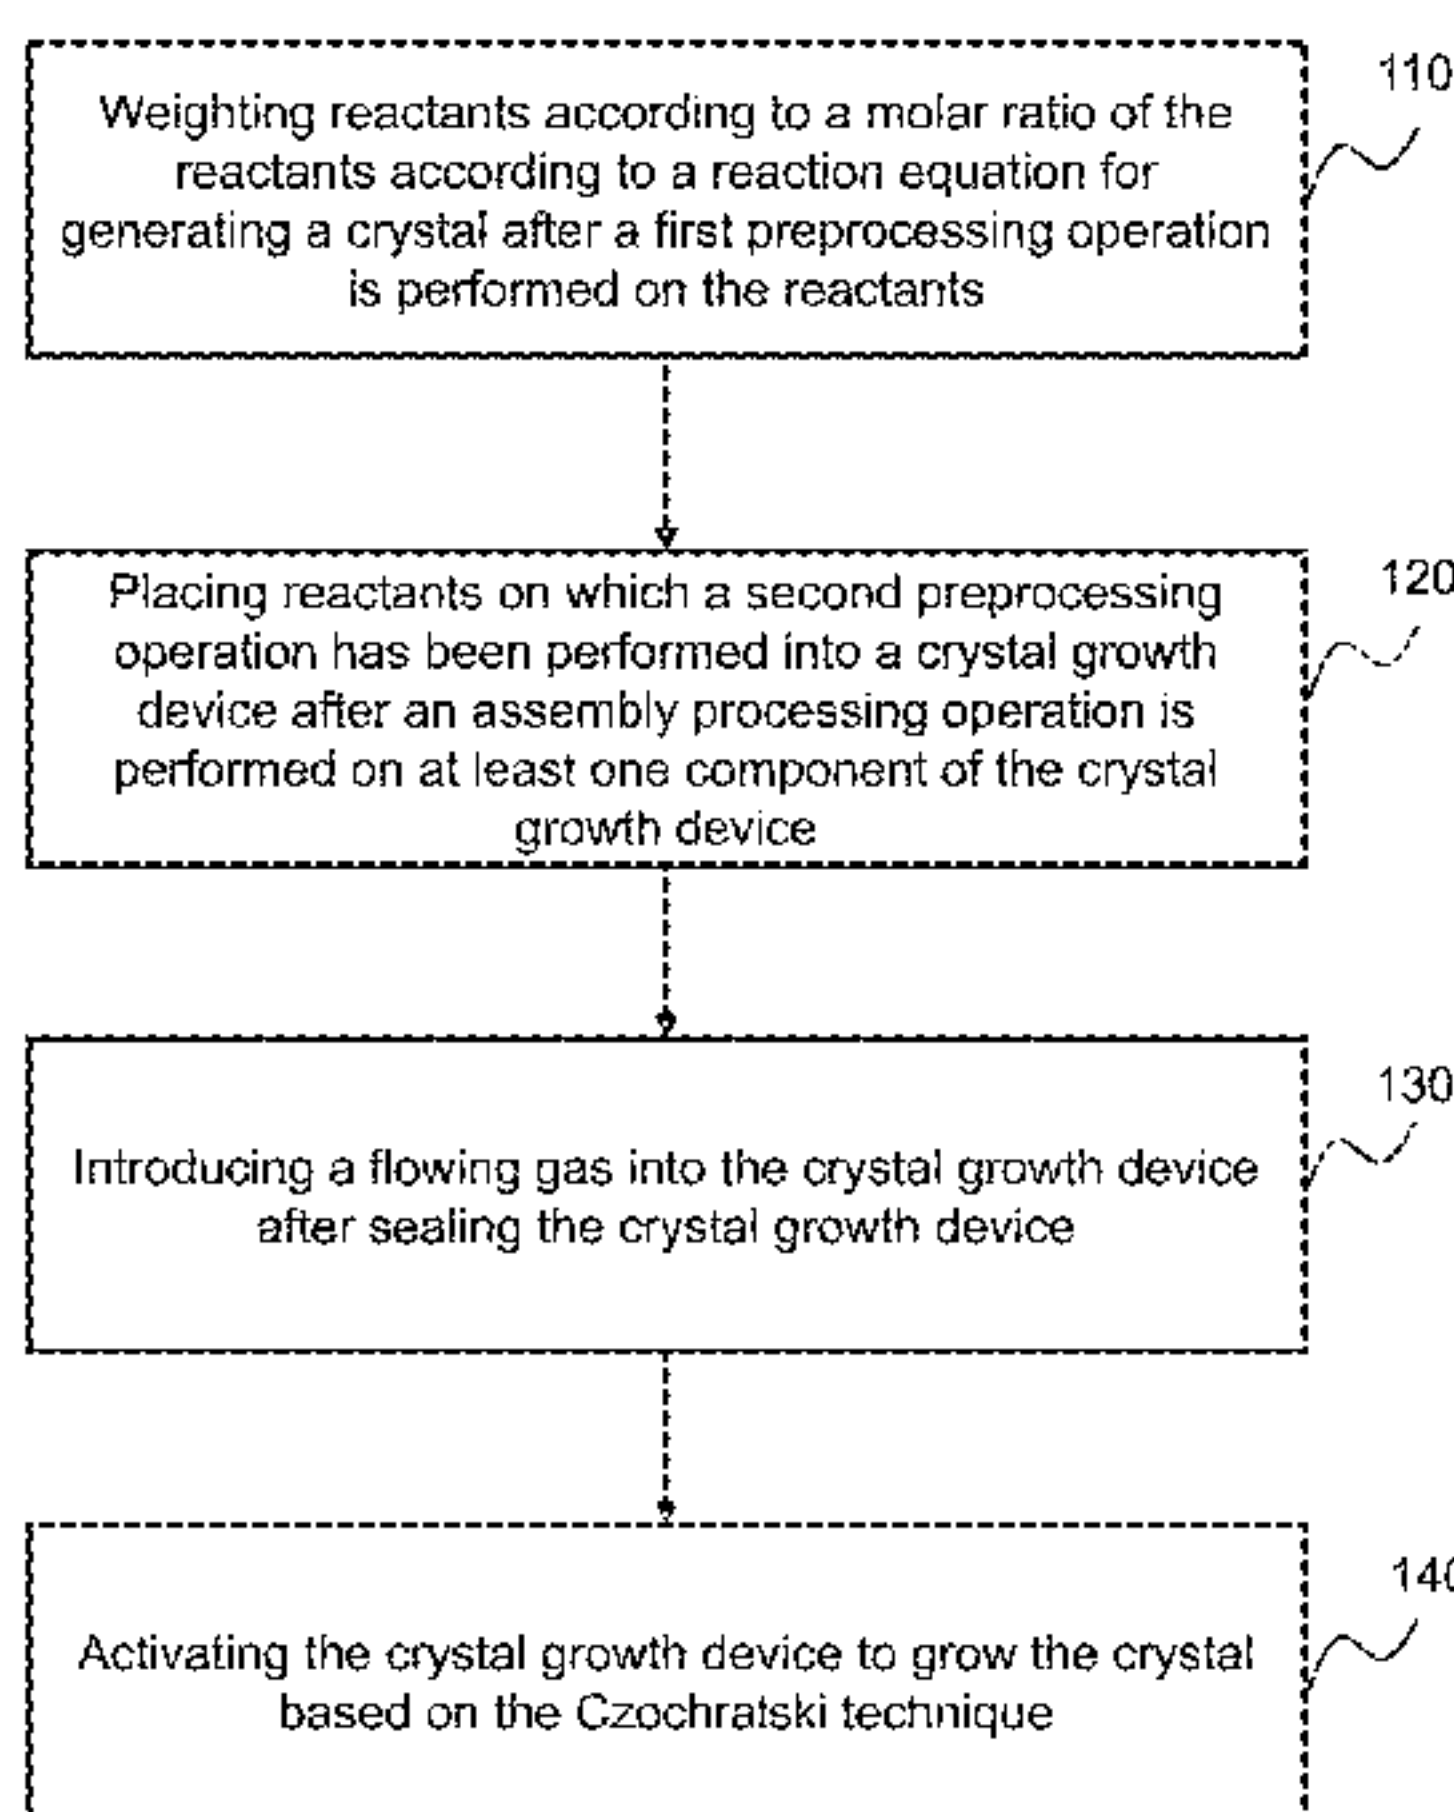 110
Weighting reactants according to a molar ratio of the
reactants according to a reaction equation for
generating a crystal after a first preprocessing operation
is performed on the reactants
120
Placing reactants on which a second preprocessing
operation has been performed into a crystal growth
device after an assembly processing operation is
performed on at least one component of the crystal
growth device
130
Introducing a flowing gas into the crystal growth device
after sealing the crystal growth device
140
Activating the crystal growth device to grow the crystal
based on the Czochratski technique